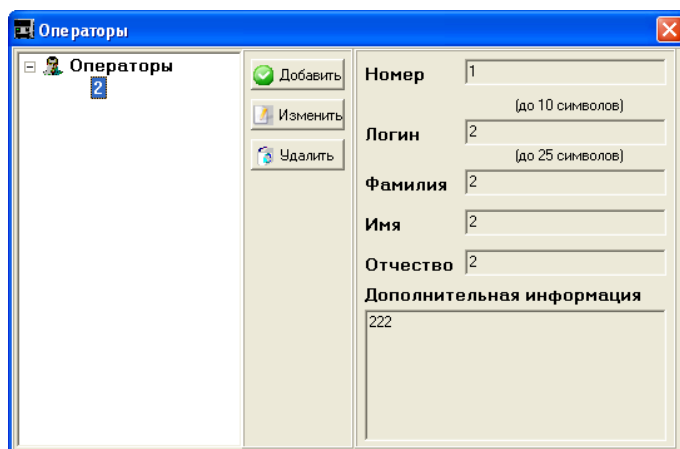 Операторы
Операторы
2
Добавить
Изменить
Удалить
Номер 1
(до 10 символов)
Логин 2
(до 25 символов)
Фамилия 2
Имя 2
Отчество 2
Дополнительная информация
222